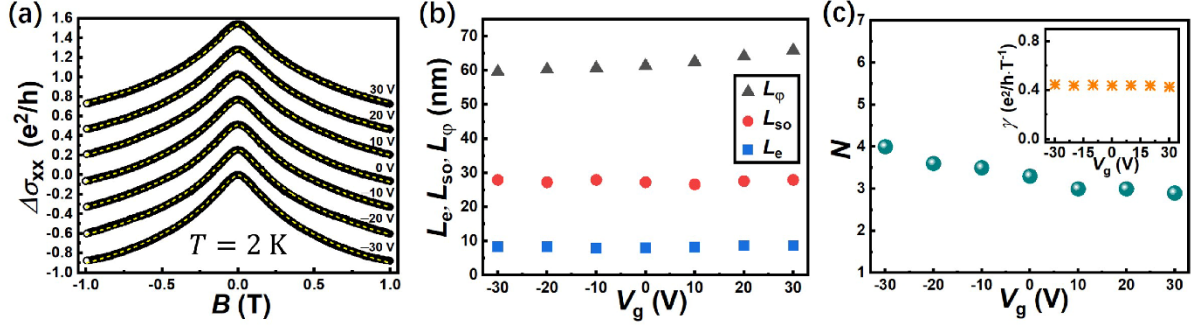 (a)
Δσxx (e²/h)
1.6
1.4
1.2
1.0
0.8
0.6
0.4
0.2
0.0
-0.2
-0.4
-0.6
-0.8
-1.0
30 V
20 V
10 V
0 V
-10 V
-20 V
-30 V
T = 2 K
-1.0 -0.5 0.0 0.5 1.0
B (T)
(b)
Le, Lso, Lφ (nm)
70
60
50
40
30
20
10
0
Lφ
Lso
Le
-30 -20 -10 0 10 20 30
Vg (V)
(c)
N
7
6
5
4
3
2
1
γ (e²/h·T⁻¹)
0.8
0.4
0.0
-30 -15 0 15 30
Vg (V)
-30 -20 -10 0 10 20 30
Vg (V)